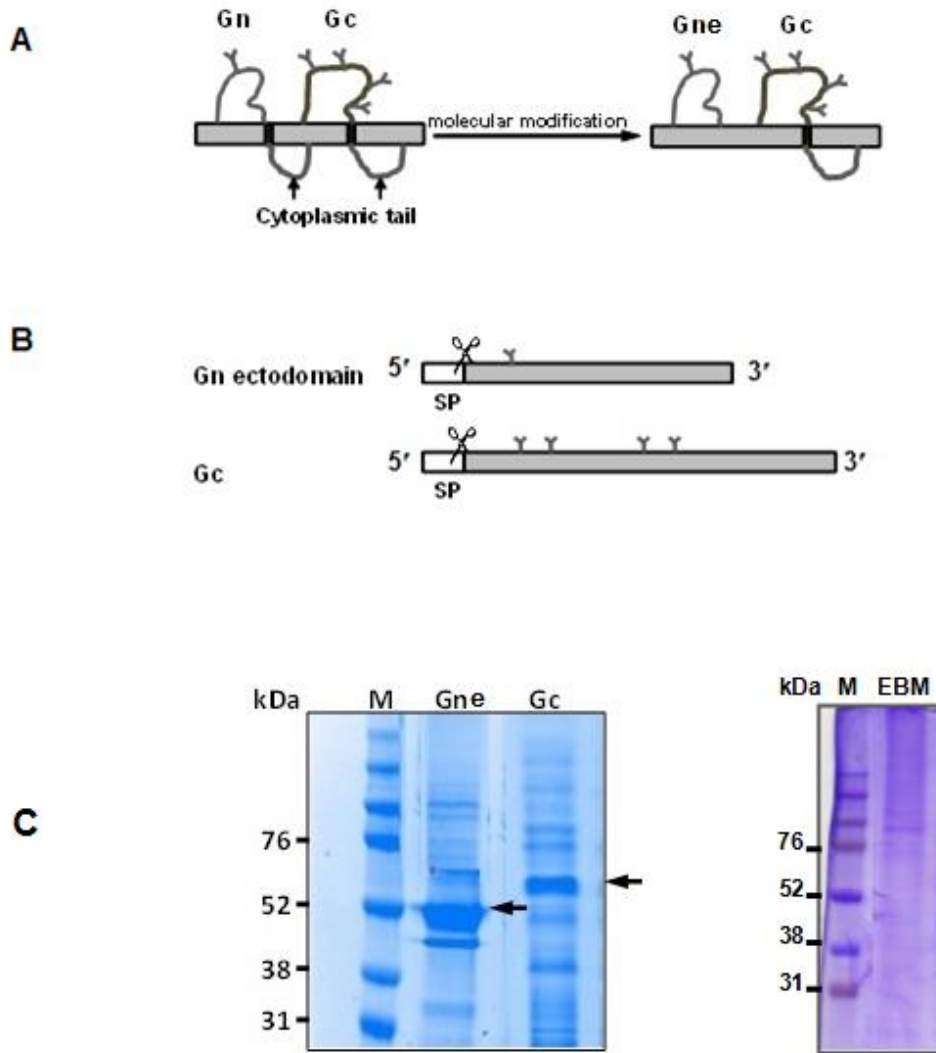 A
Gn Gc Gne Gc
molecular modification
Cytoplasmic tail
B
Gn ectodomain 5′ 3′
SP
Gc 5′ 3′
SP
C
kDa M Gne Gc
76
52
38
31
kDa M EBM
76
52
38
31